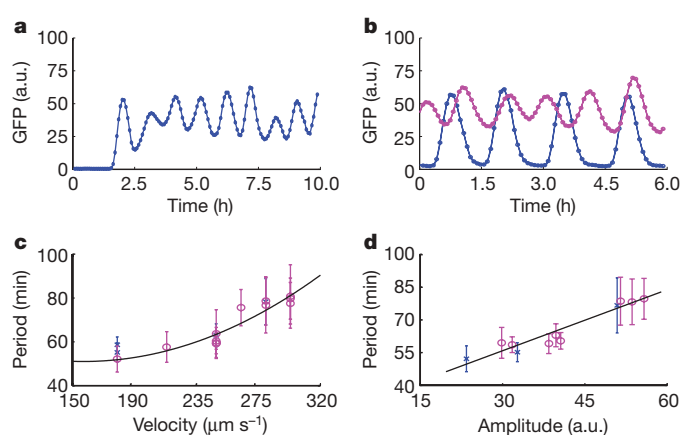 a
100
75
50
25
0
GFP (a.u.)
0 2.5 5.0 7.5 10.0
Time (h)
b
100
75
50
25
0
GFP (a.u.)
0 1.5 3.0 4.5 6.0
Time (h)
c
100
80
60
40
Period (min)
150 190 235 275 320
Velocity (µm s⁻¹)
d
100
85
70
55
40
Period (min)
15 30 45 60
Amplitude (a.u.)